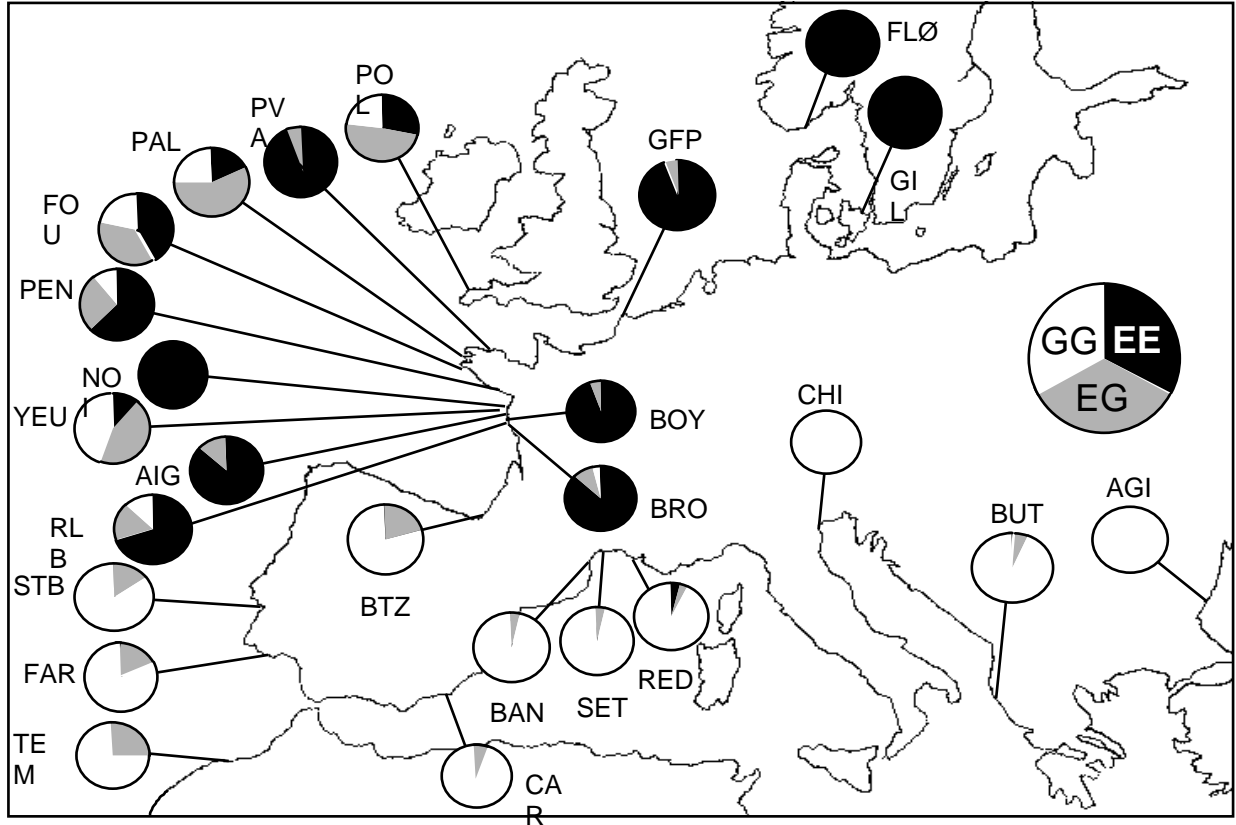 FLØ
PO
L
PV
A
GFP
PAL
GI
L
FO
U
PEN
GG EE
EG
NO
I
CHI
YEU
BOY
AIG
AGI
BRO
BUT
RL
B
STB
BTZ
FAR
RED
SET
BAN
TE
M
CA
R